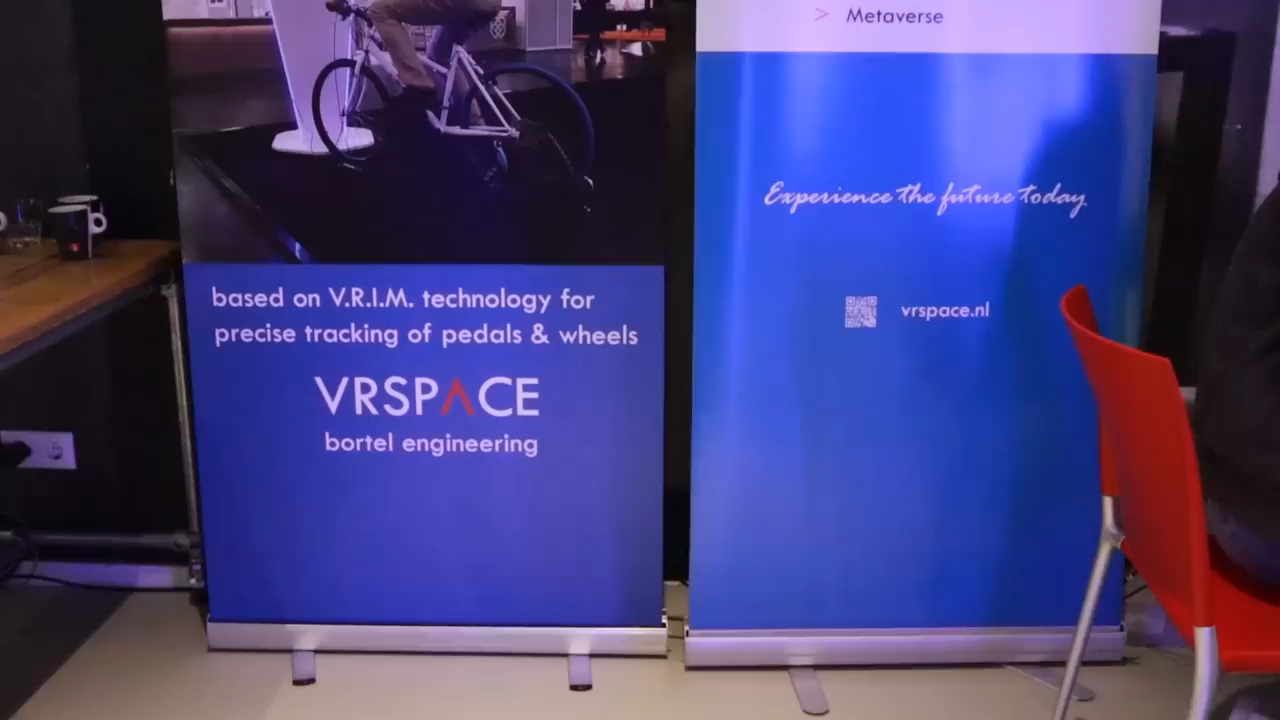 based on V.R.I.M. technology for
precise tracking of pedals & wheels
VRSPACE
bortel engineering
> Metaverse
Experience the future today
vrspace.nl